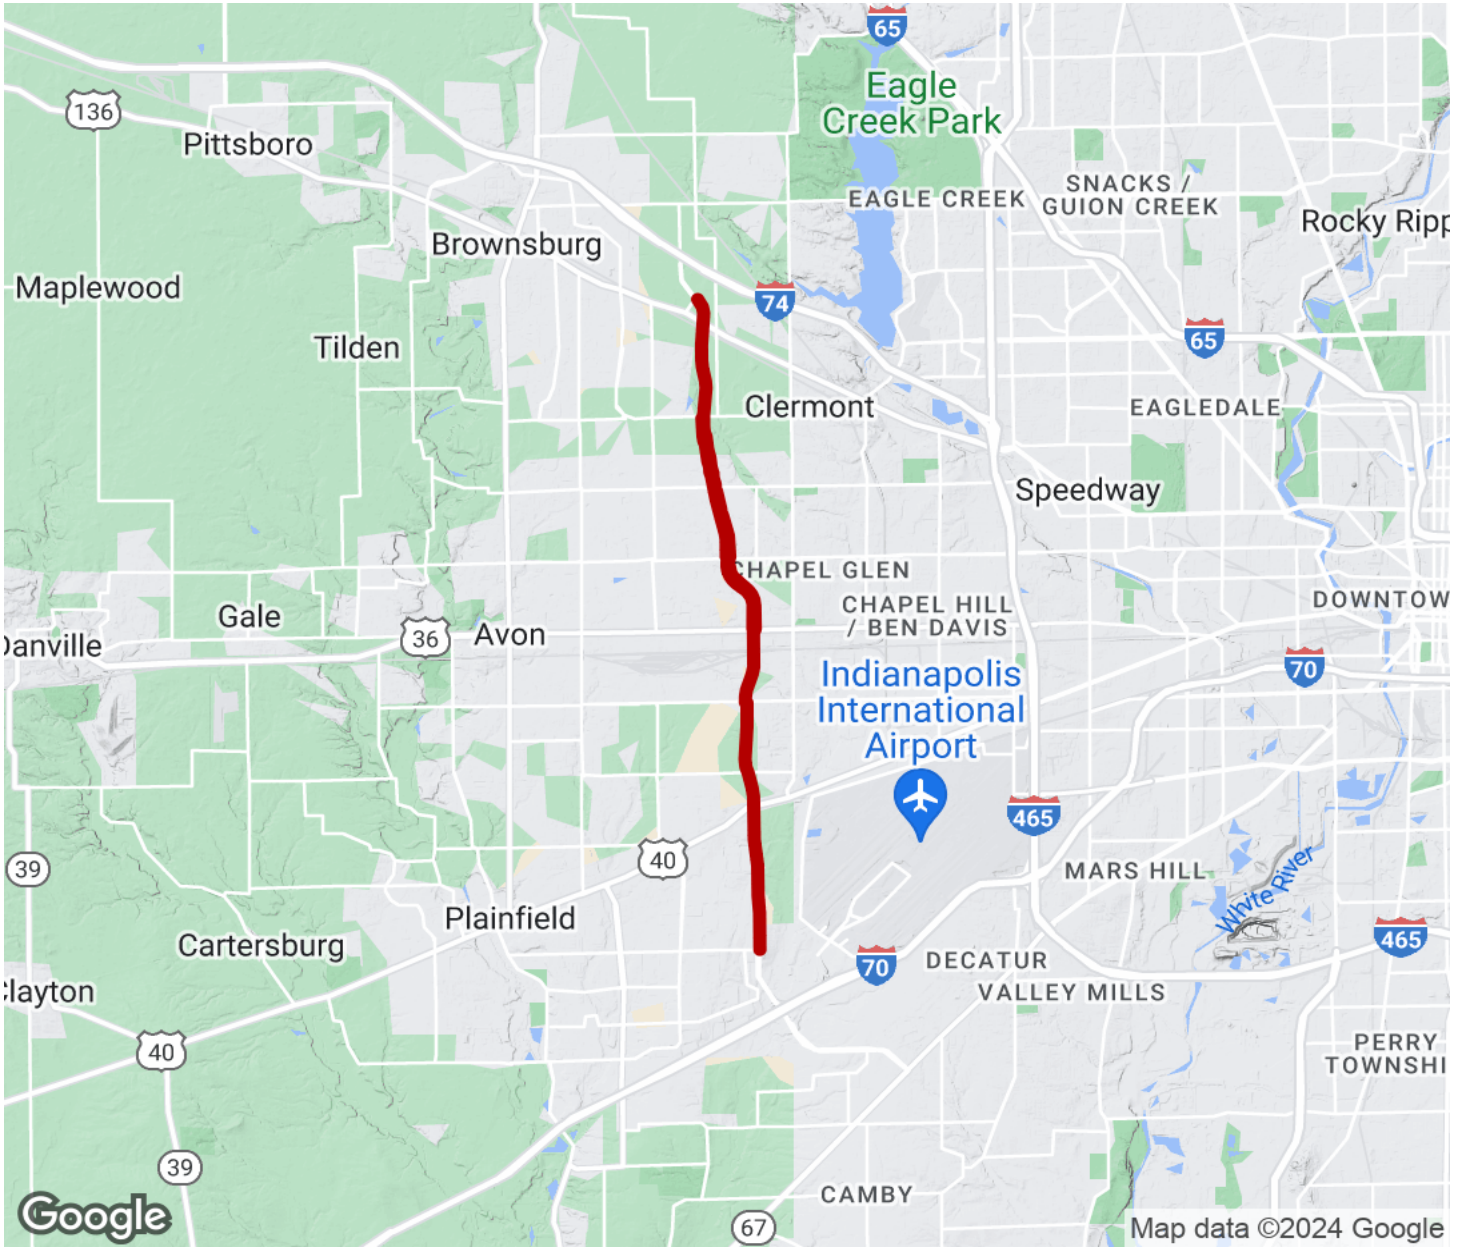 65
Eagle
Creek Park
136
Pittsboro
SNACKS /
GUION CREEK
EAGLE CREEK
Rocky Ripp
Brownsburg
Maplewood
74
65
Tilden
Clermont
EAGLEDALE
Speedway
CHAPEL GLEN
CHAPEL HILL
/ BEN DAVIS
DOWNTOW
Gale
36
Avon
Danville
70
Indianapolis
International
Airport
465
40
39
MARS HILL
White River
Plainfield
Cartersburg
465
70
DECATUR
VALLEY MILLS
Clayton
40
PERRY
TOWNSHI
39
CAMBY
67
Google
Map data ©2024 Google